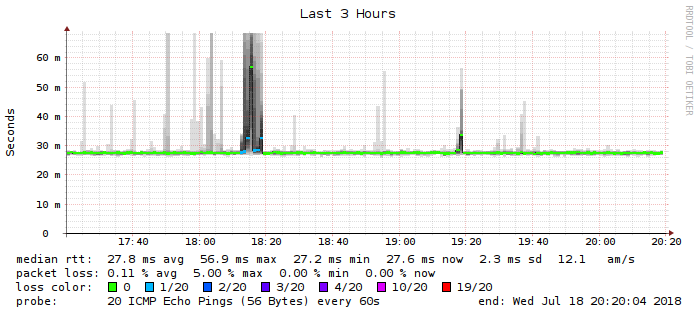 Last 3 Hours
RRDTOOL / TOBI OETIKER
Seconds
60 m
50 m
40 m
30 m
20 m
10 m
0
17:40 18:00 18:20 18:40 19:00 19:20 19:40 20:00 20:20
median rtt: 27.8 ms avg 56.9 ms max 27.2 ms min 27.6 ms now 2.3 ms sd 12.1 am/s
packet loss: 0.11 % avg 5.00 % max 0.00 % min 0.00 % now
loss color: 0 1/20 2/20 3/20 4/20 10/20 19/20
probe: 20 ICMP Echo Pings (56 Bytes) every 60s end: Wed Jul 18 20:20:04 2018